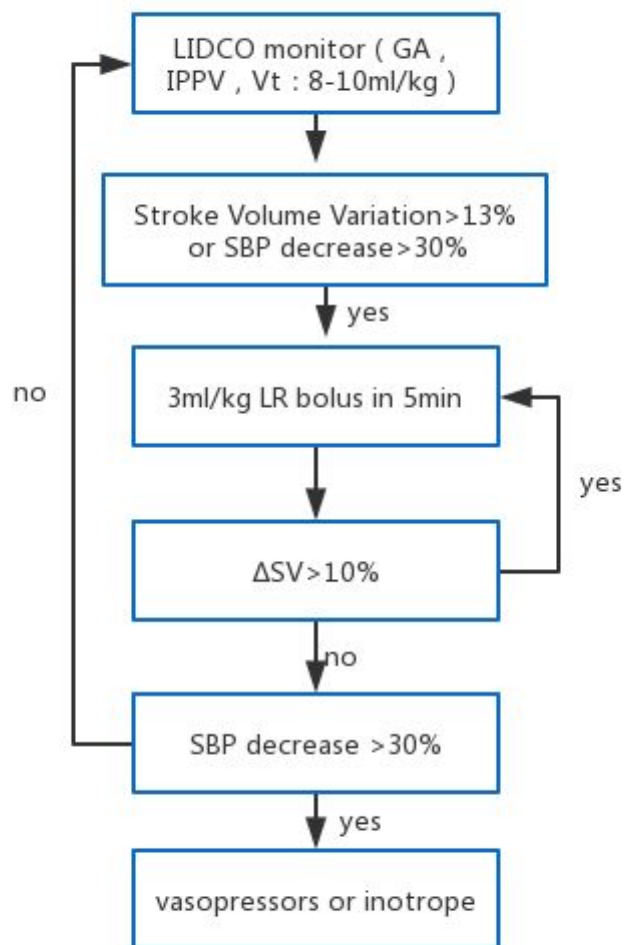 LIDCO monitor ( GA ,
IPPV , Vt : 8-10ml/kg )
Stroke Volume Variation>13%
or SBP decrease>30%
yes
no
3ml/kg LR bolus in 5min
yes
ΔSV>10%
no
SBP decrease >30%
yes
vasopressors or inotrope